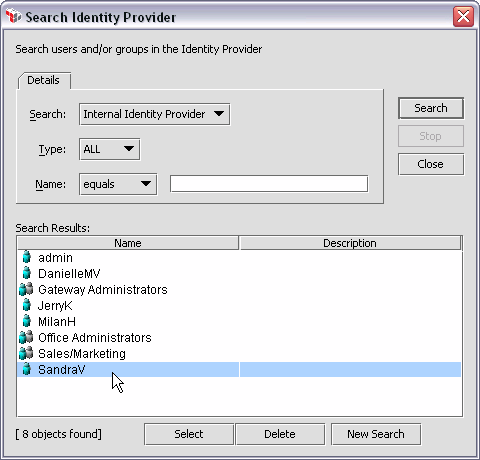 Search Identity Provider
Search users and/or groups in the Identity Provider
Details
Search: Internal Identity Provider Search
Type: ALL Stop
Name: equals Close
Search Results:
Name Description
admin
DanielleMV
Gateway Administrators
JerryK
MilanH
Office Administrators
Sales/Marketing
SandraV
[ 8 objects found] Select Delete New Search